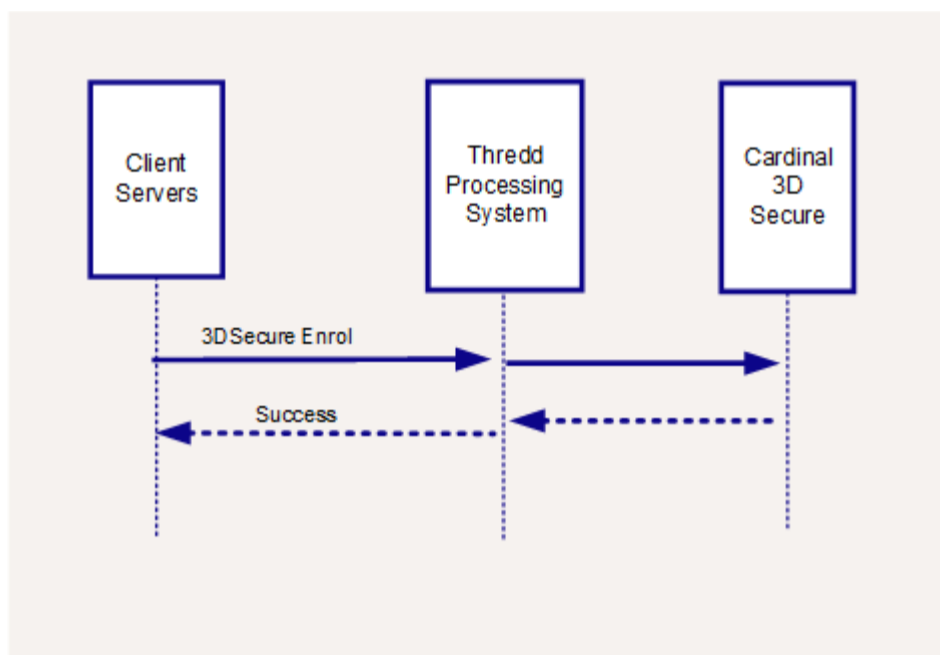 Client
Servers
Thredd
Processing
System
Cardinal
3D
Secure
3DSecure Enrol
Success